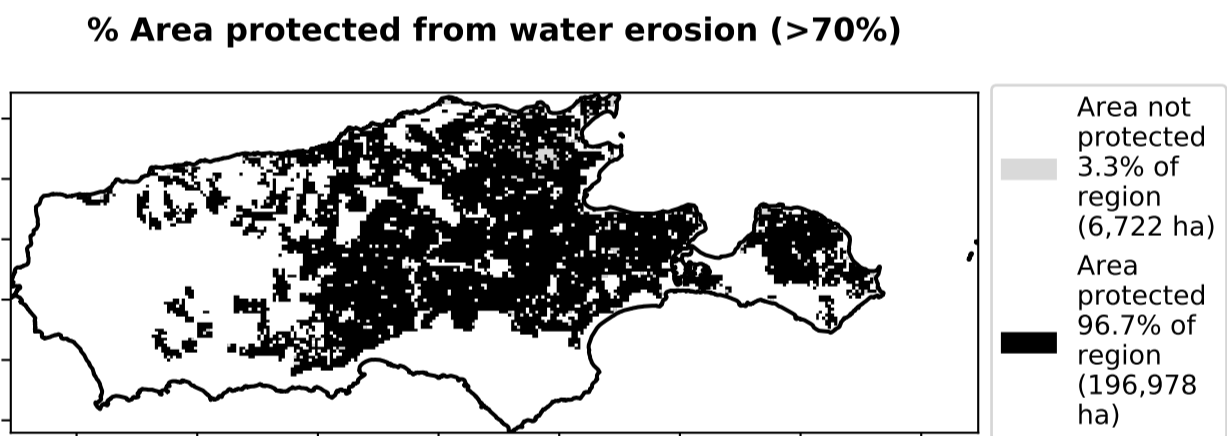 % Area protected from water erosion (>70%)
Area not
protected
3.3% of
region
(6,722 ha)
Area
protected
96.7% of
region
(196,978
ha)